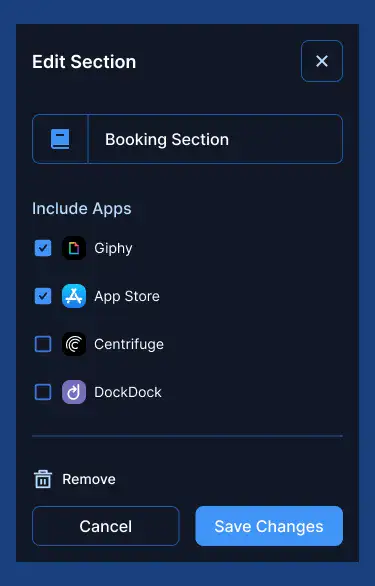 Edit Section
Booking Section
Include Apps
Giphy
App Store
Centrifuge
DockDock
Remove
Cancel Save Changes